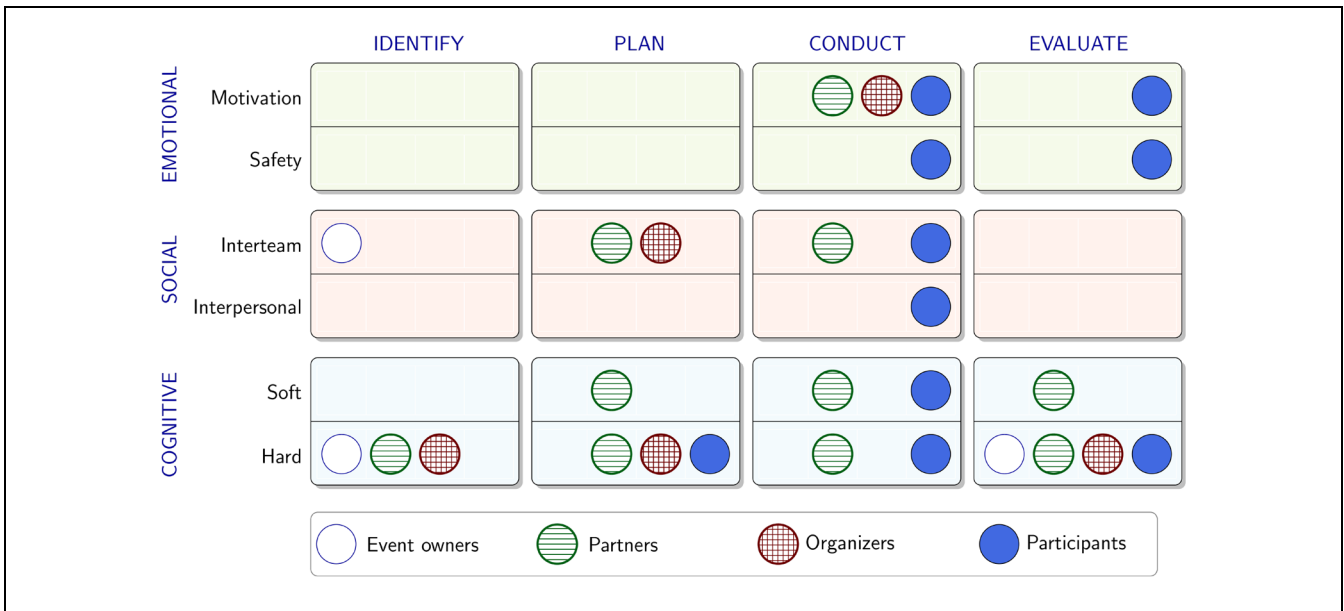 IDENTIFY PLAN CONDUCT EVALUATE
EMOTIONAL
Motivation
Safety
SOCIAL
Interteam
Interpersonal
COGNITIVE
Soft
Hard
Event owners Partners Organizers Participants